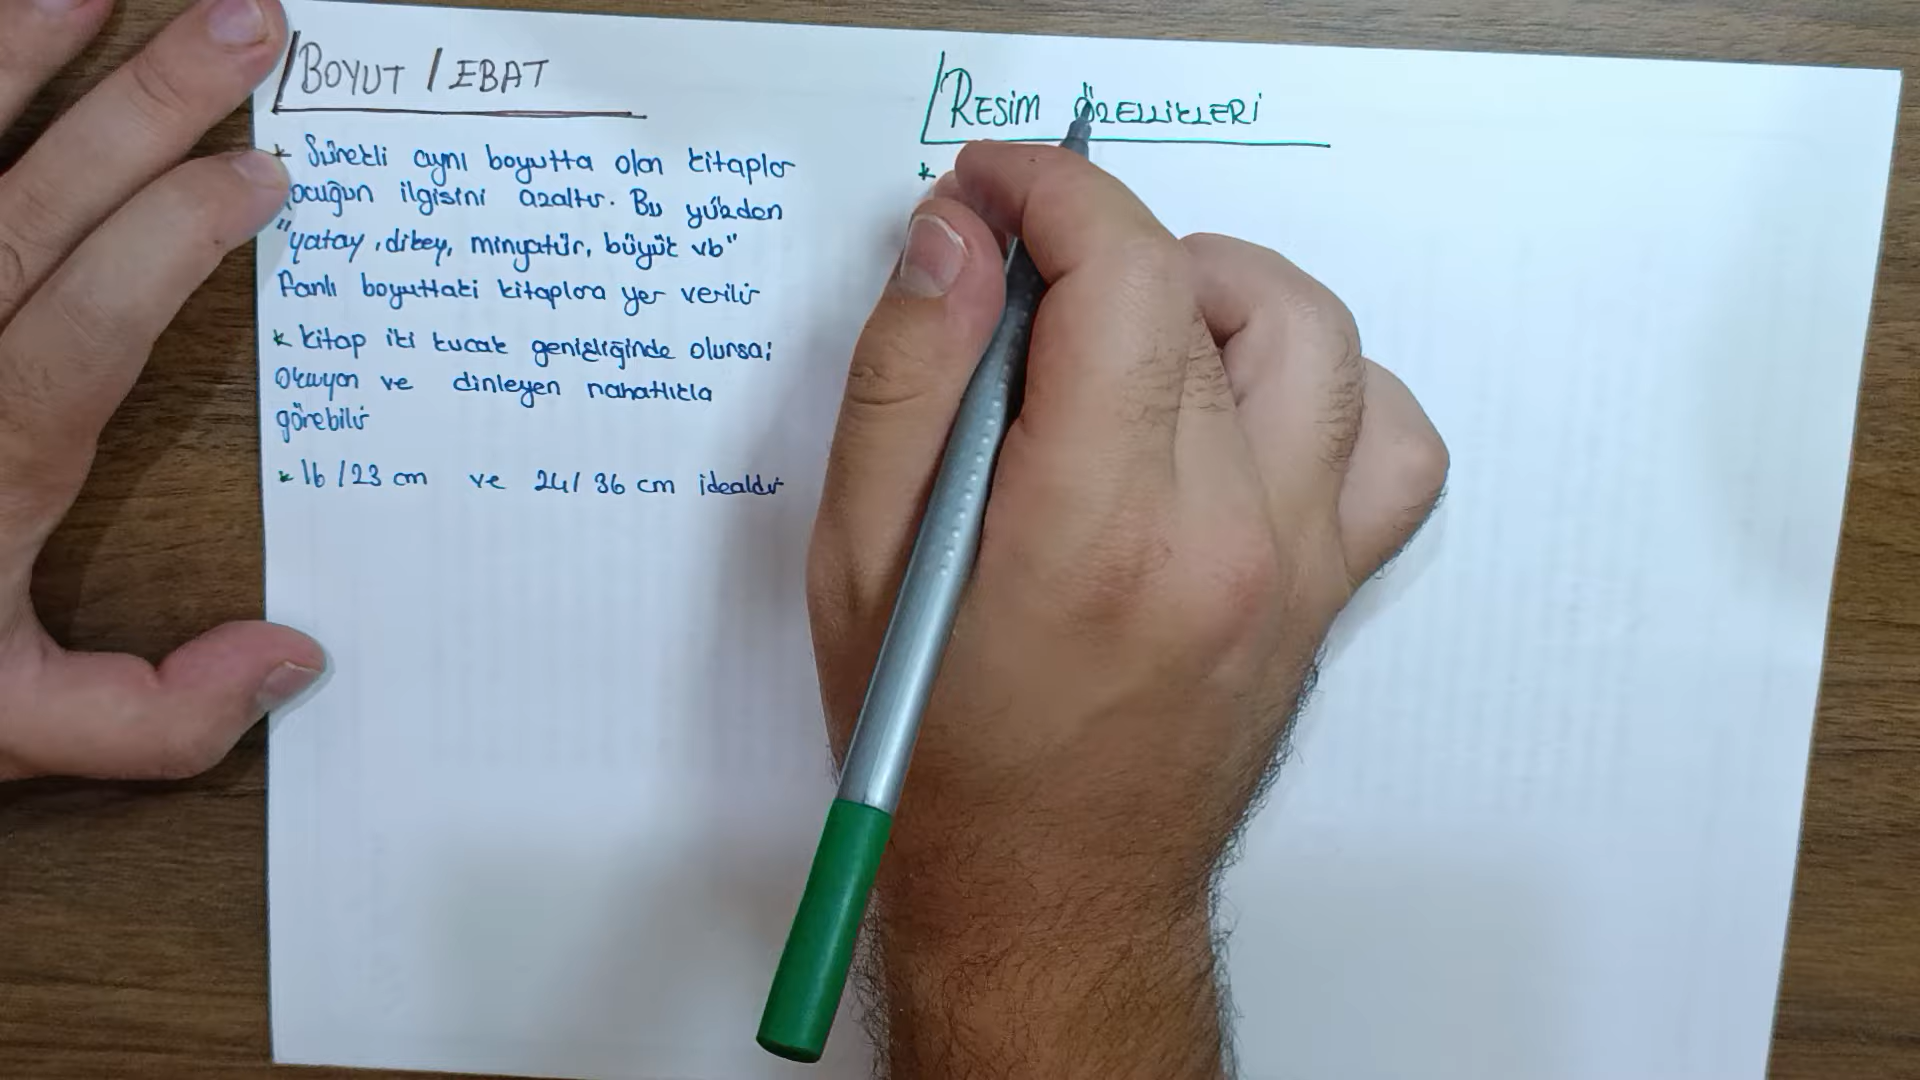 BOYUT / EBAT
* Sürekli aynı boyutta olan kitaplar
çocuğun ilgisini azaltır. Bu yüzden
"yatay, dikey, minyatür, büyük vb"
Farklı boyuttaki kitaplara yer verilir
* Kitap iki kucak genişliğinde olursa;
Okuyan ve dinleyen rahatlıkla
görebilir
* 16/23 cm ve 24/36 cm idealdir
RESİM ÖZELLİKLERİ
*